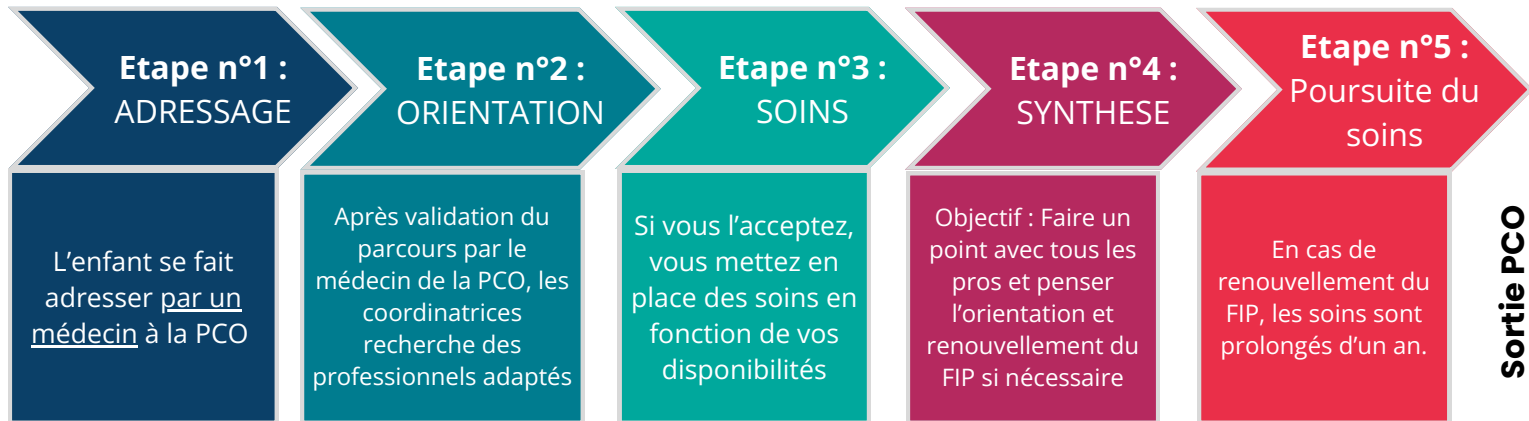 Etape n°1 :
ADRESSAGE
L'enfant se fait
adresser par un
médecin à la PCO
Etape n°2 :
ORIENTATION
Après validation du
parcours par le
médecin de la PCO, les
coordinatrices
recherche des
professionnels adaptés
Etape n°3 :
SOINS
Si vous l'acceptez,
vous mettez en
place des soins en
fonction de vos
disponibilités
Etape n°4 :
SYNTHESE
Objectif : Faire un
point avec tous les
pros et penser
l'orientation et
renouvellement du
FIP si nécessaire
Etape n°5 :
Poursuite du
soins
En cas de
renouvellement du
FIP, les soins sont
prolongés d'un an.
Sortie PCO